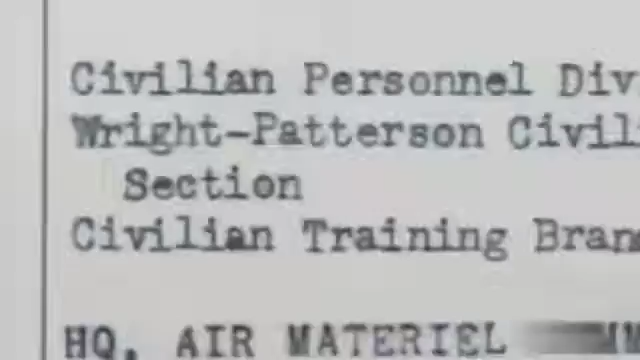 Civilian Personnel Div
Wright-Patterson Civil
Section
Civilian Training Bran
HQ. AIR MATERIEL